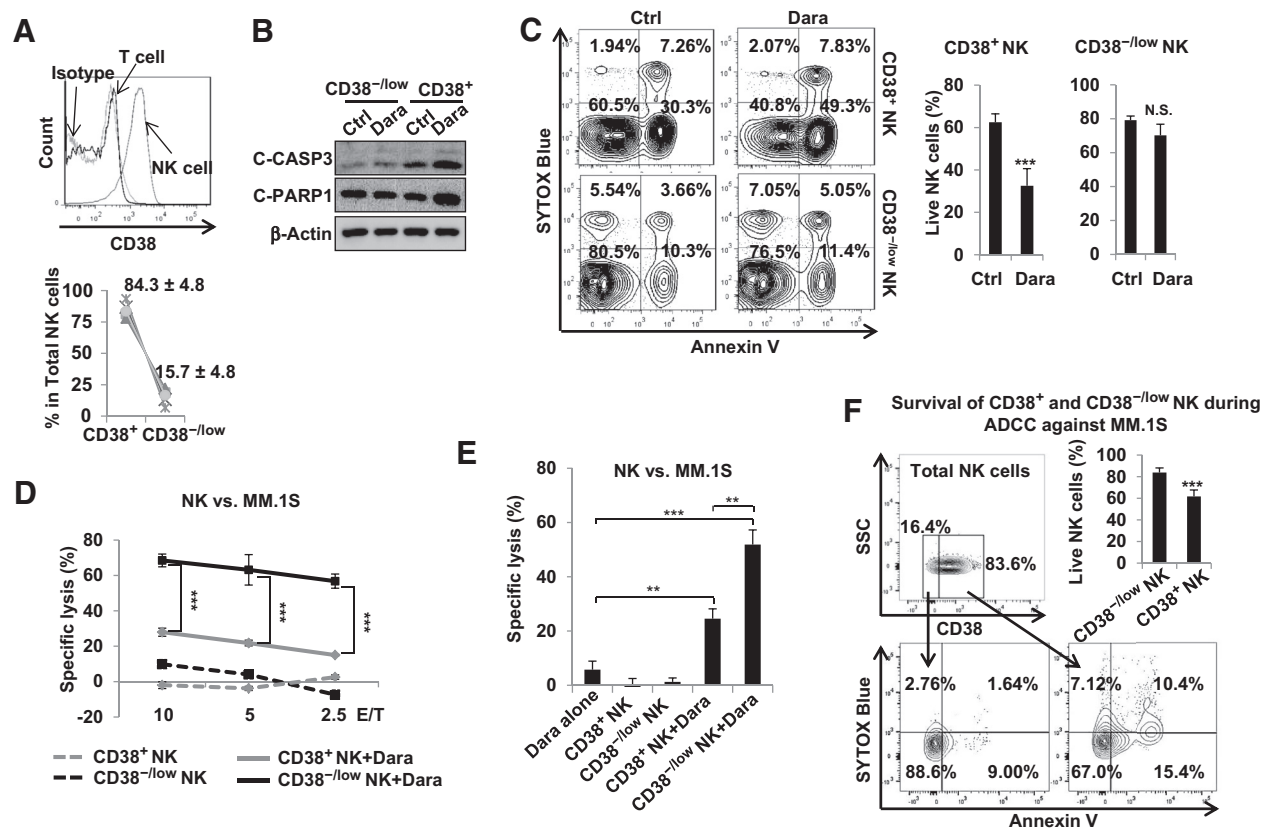 A
Isotype
T cell
NK cell
Count
0 10² 10³ 10⁴
CD38
% in Total NK cells
100
75
50
25
0
84.3 ± 4.8
15.7 ± 4.8
CD38⁺ CD38⁻/ˡᵒʷ
B
CD38⁻/ˡᵒʷ CD38⁺
Ctrl Dara Ctrl Dara
C-CASP3
C-PARP1
β-Actin
C
Ctrl Dara
1.94% 7.26%
60.5% 30.3%
2.07% 7.83%
40.8% 49.3%
CD38⁺ NK
5.54% 3.66%
80.5% 10.3%
7.05% 5.05%
76.5% 11.4%
CD38⁻/ˡᵒʷ NK
SYTOX Blue
Annexin V
CD38⁺ NK
Live NK cells (%)
80
60
40
20
0
***
Ctrl Dara
CD38⁻/ˡᵒʷ NK
100
80
60
40
20
0
N.S.
Ctrl Dara
D
NK vs. MM.1S
Specific lysis (%)
80
60
40
20
0
-20
***
***
***
10 5 2.5 E/T
CD38⁺ NK
CD38⁻/ˡᵒʷ NK
CD38⁺ NK+Dara
CD38⁻/ˡᵒʷ NK+Dara
E
NK vs. MM.1S
Specific lysis (%)
80
60
40
20
0
**
***
**
Dara alone
CD38⁺ NK
CD38⁻/ˡᵒʷ NK
CD38⁺ NK+Dara
CD38⁻/ˡᵒʷ NK+Dara
F
Survival of CD38⁺ and CD38⁻/ˡᵒʷ NK during
ADCC against MM.1S
Total NK cells
16.4%
83.6%
SSC
CD38
Live NK cells (%)
100
80
60
40
20
0
***
CD38⁻/ˡᵒʷ NK
CD38⁺ NK
2.76% 1.64%
88.6% 9.00%
7.12% 10.4%
67.0% 15.4%
SYTOX Blue
Annexin V